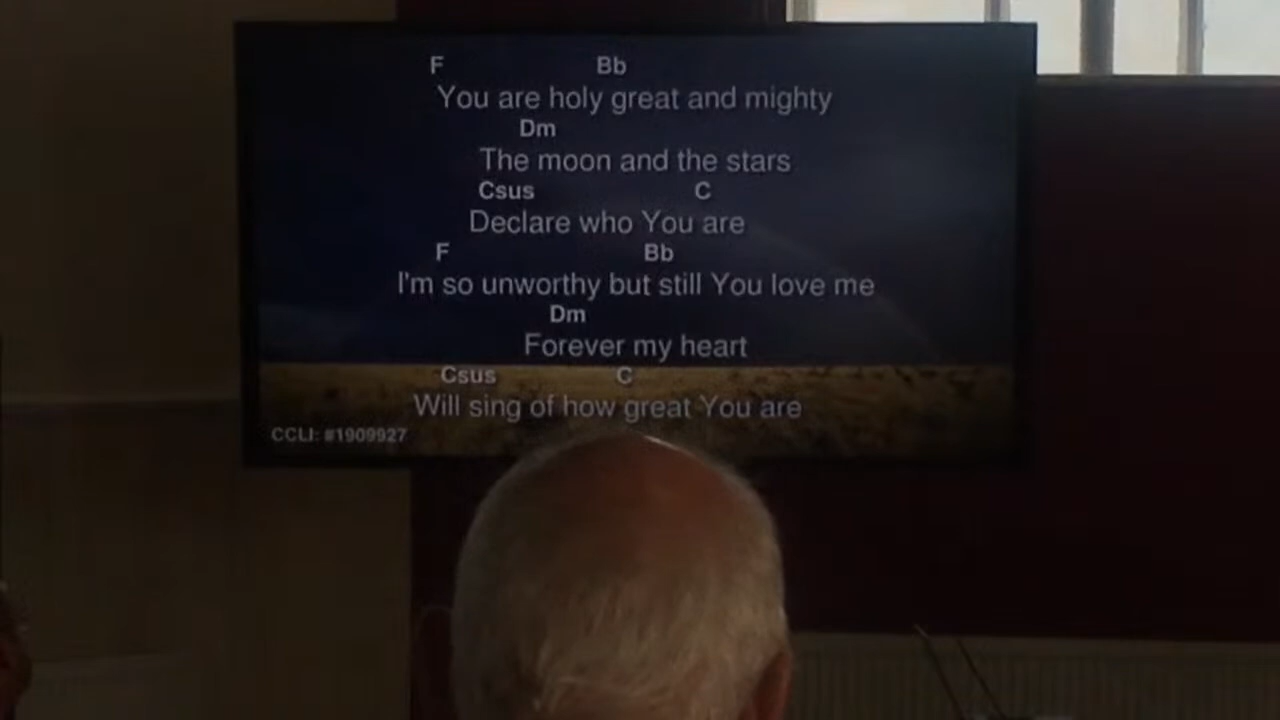 F Bb
You are holy great and mighty
Dm
The moon and the stars
Csus C
Declare who You are
F Bb
I'm so unworthy but still You love me
Dm
Forever my heart
Csus C
Will sing of how great You are
CCLI: #1909927